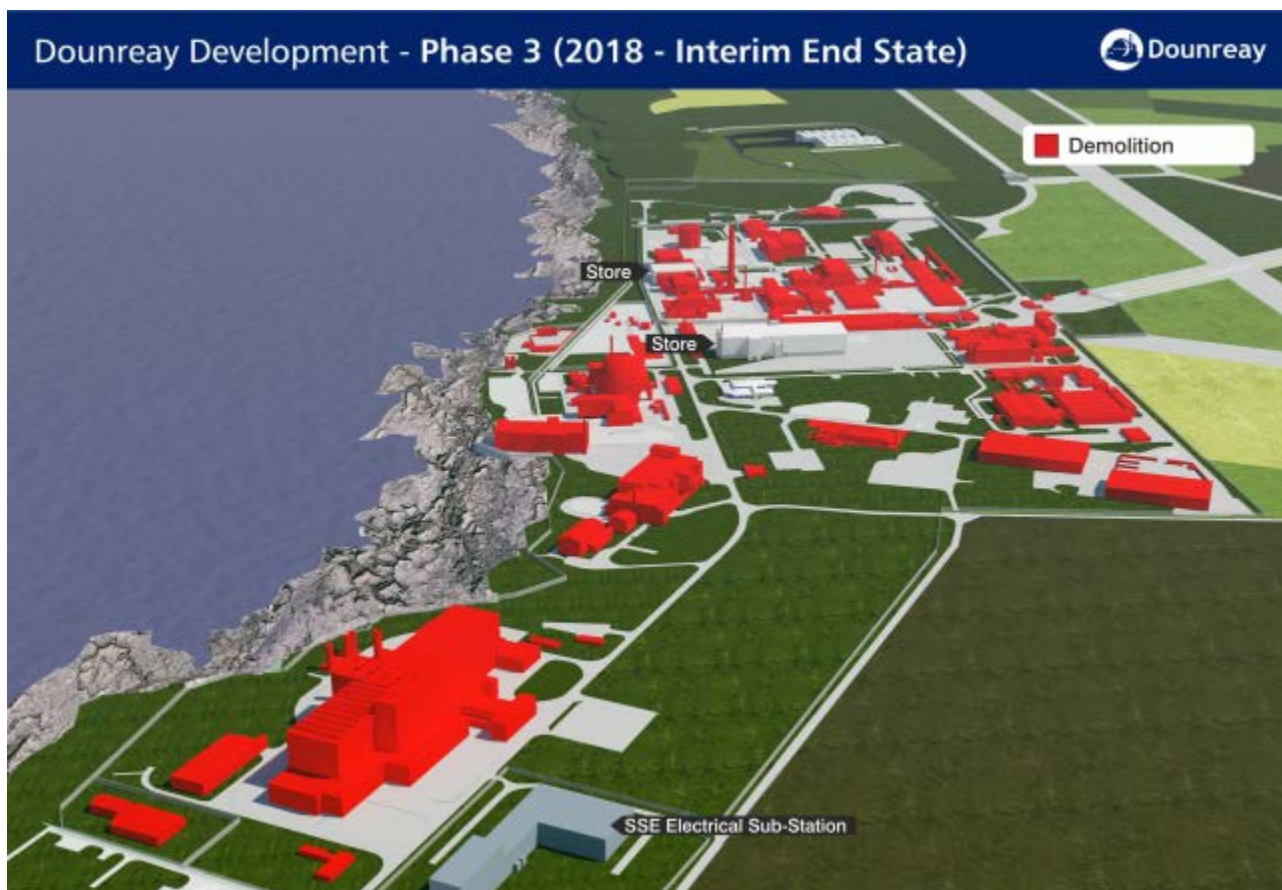 Dounreay Development - Phase 3 (2018 - Interim End State)
Dounreay
Demolition
Store
Store
SSE Electrical Sub-Station